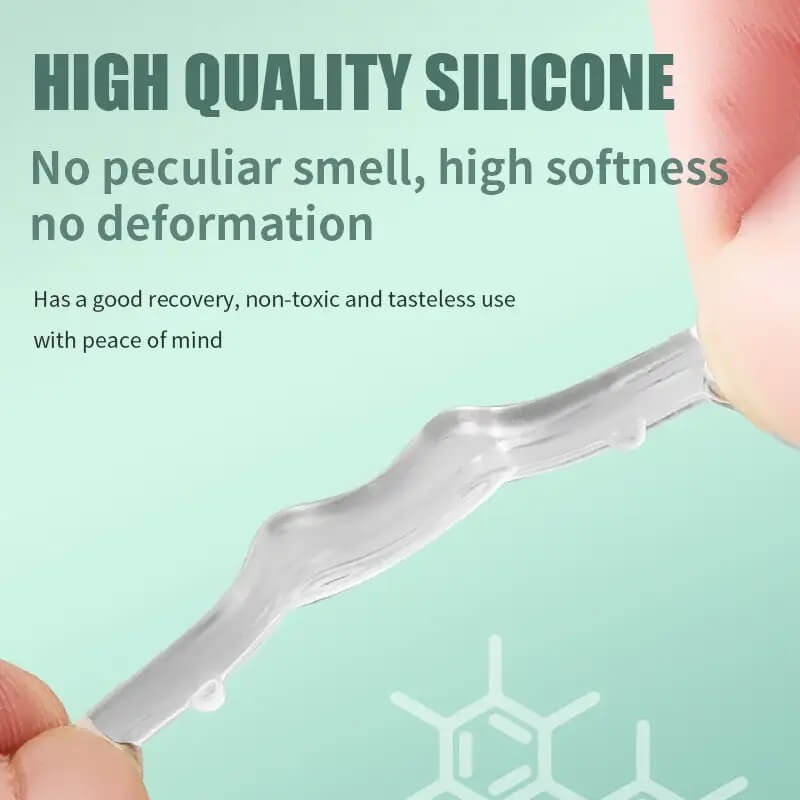 HIGH QUALITY SILICONE
No peculiar smell, high softness
no deformation
Has a good recovery, non-toxic and tasteless use
with peace of mind